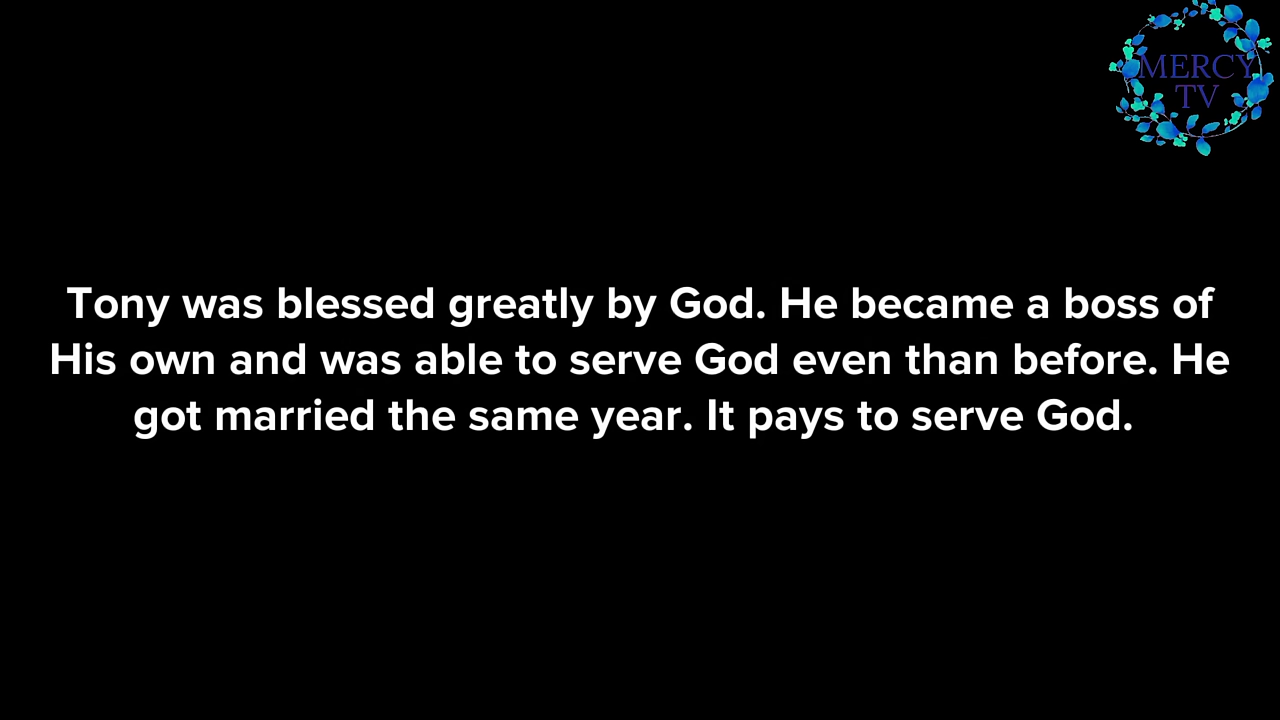 MERCY
TV
Tony was blessed greatly by God. He became a boss of
His own and was able to serve God even than before. He
got married the same year. It pays to serve God.